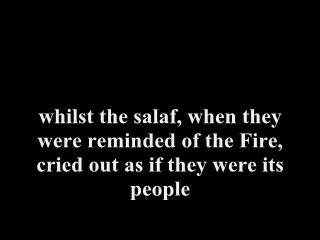 whilst the salaf, when they
were reminded of the Fire,
cried out as if they were its
people